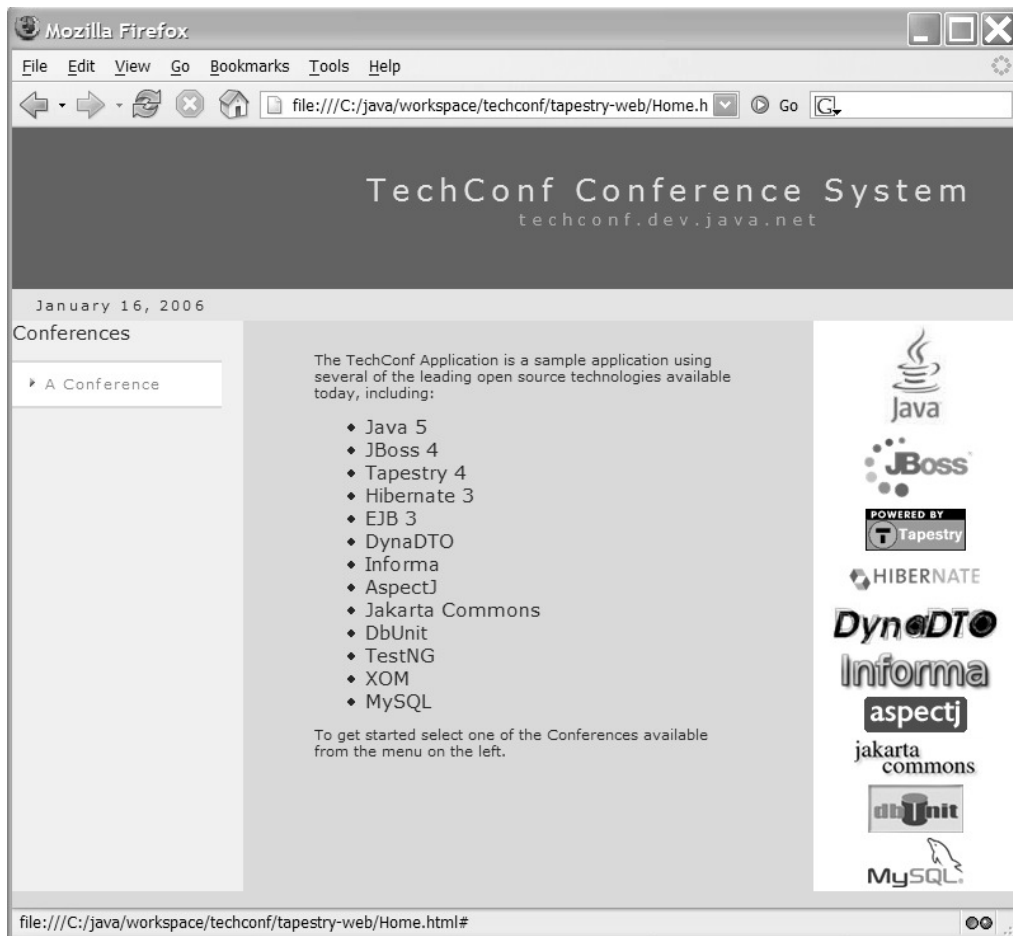 Mozilla Firefox
File Edit View Go Bookmarks Tools Help
file:///C:/java/workspace/techconf/tapestry-web/Home.h Go G
TechConf Conference System
techconf.dev.java.net
January 16, 2006
Conferences
A Conference
The TechConf Application is a sample application using
several of the leading open source technologies available
today, including:
Java 5
JBoss 4
Tapestry 4
Hibernate 3
EJB 3
DynaDTO
Informa
AspectJ
Jakarta Commons
DbUnit
TestNG
XOM
MySQL
To get started select one of the Conferences available
from the menu on the left.
Java
JBoss
POWERED BY
T Tapestry
HIBERNATE
DynaDTO
Informa
aspectj
jakarta
commons
dbUnit
MySQL
file:///C:/java/workspace/techconf/tapestry-web/Home.html#